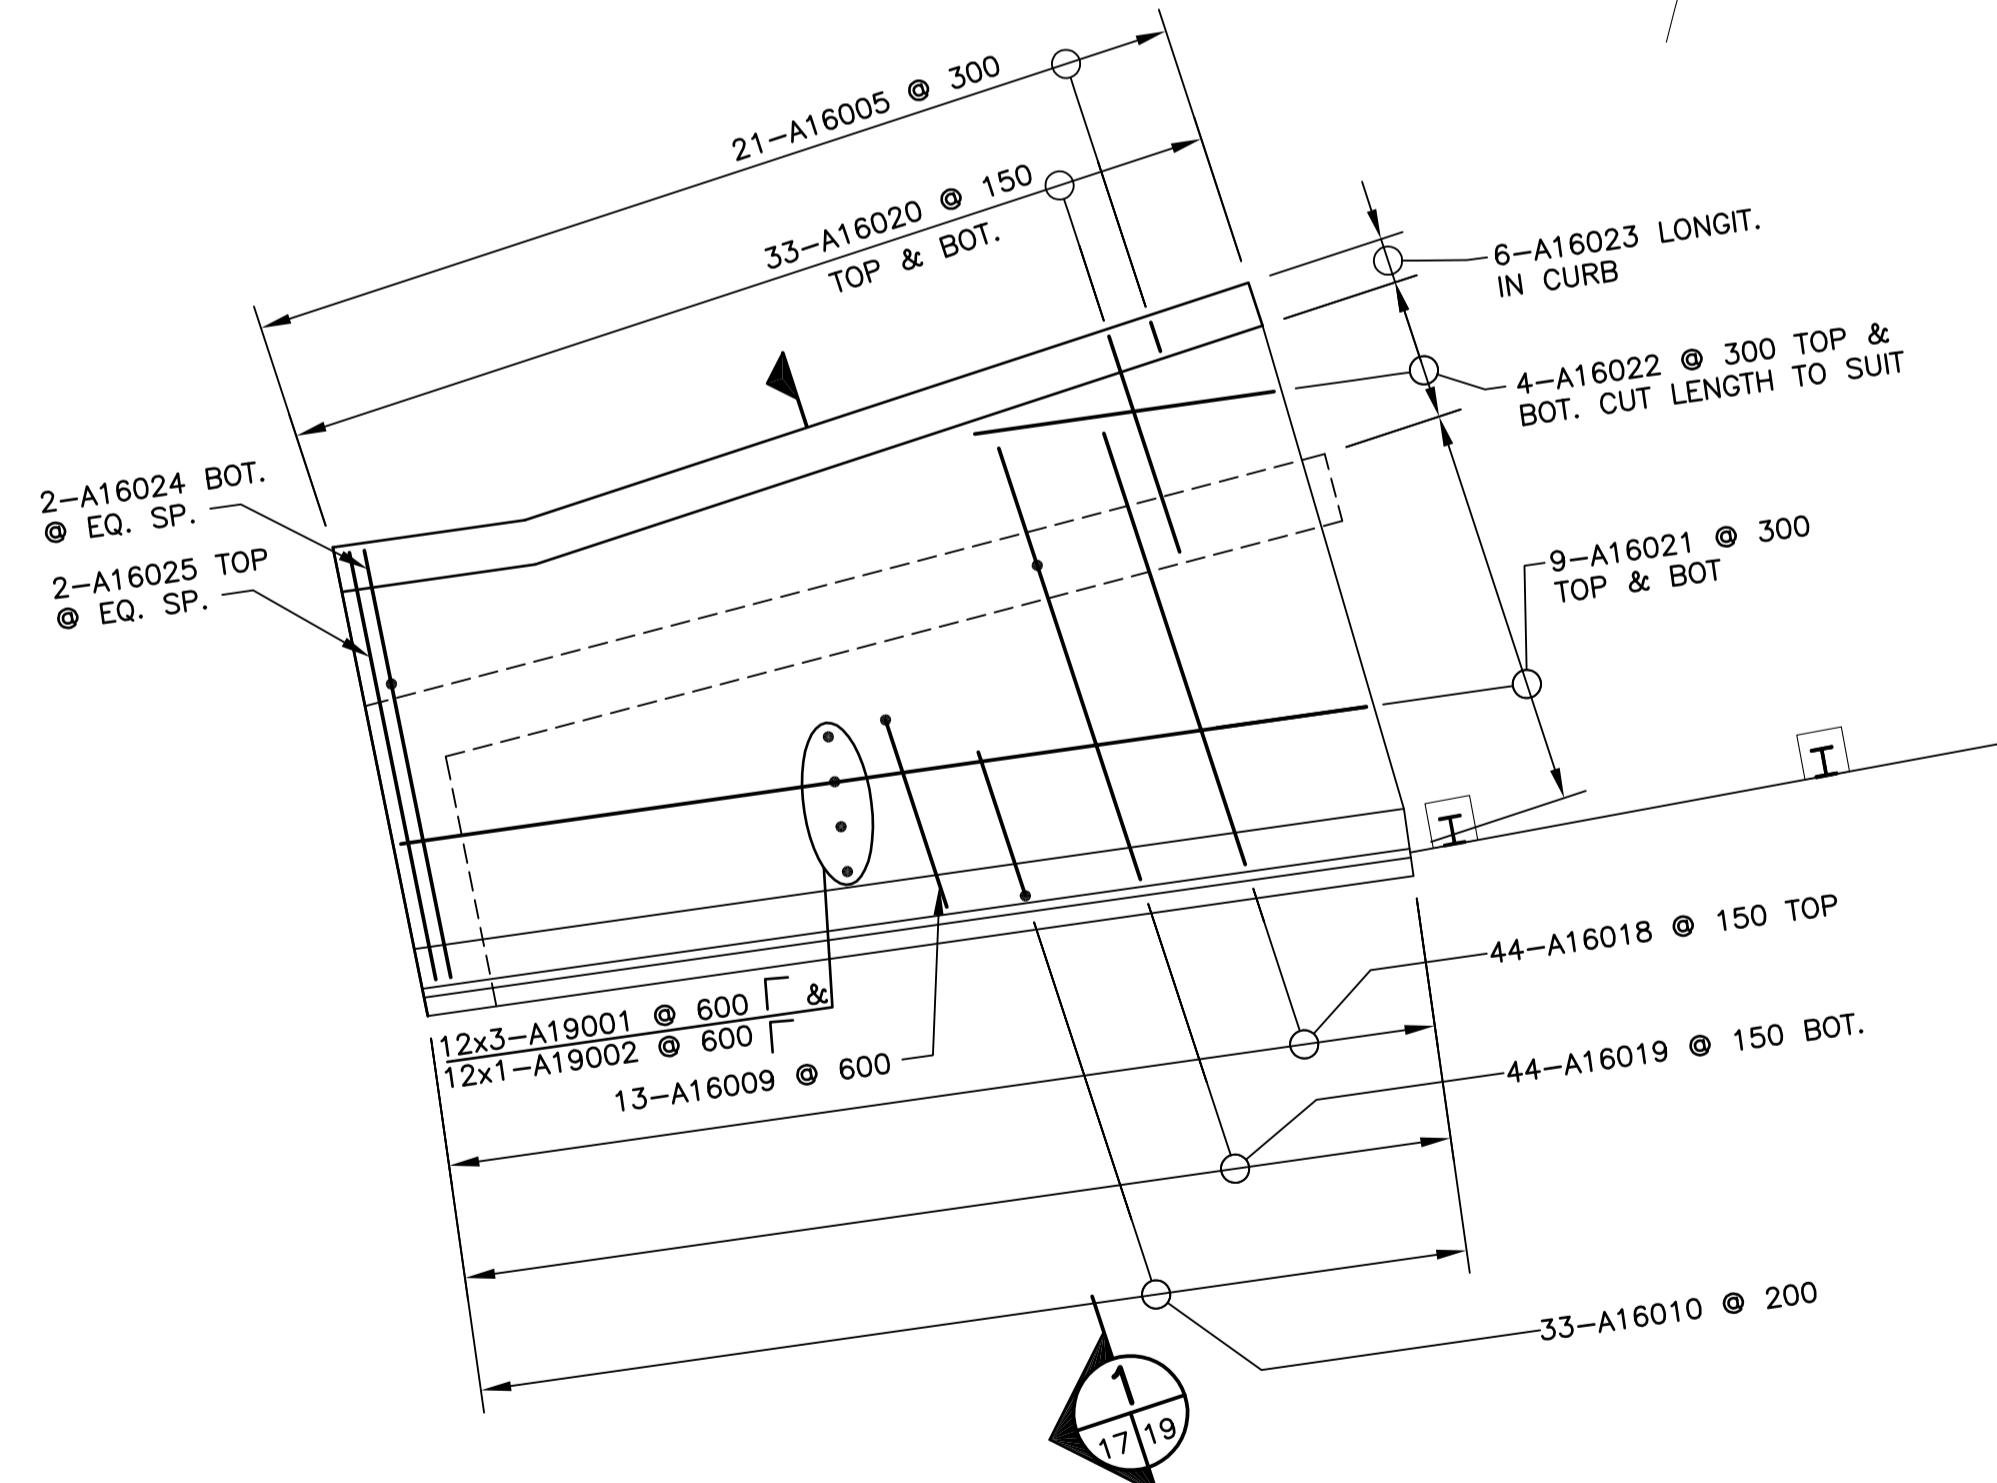 21-A16005 @ 300
33-A16020 @ 150
TOP & BOT.
6-A16023 LONGIT.
IN CURB
4-A16022 @ 300 TOP &
BOT. CUT LENGTH TO SUIT
2-A16024 BOT.
@ EQ. SP.
2-A16025 TOP
@ EQ. SP.
9-A16021 @ 300
TOP & BOT
I
I
44-A16018 @ 150 TOP
12x3-A19001 @ 600 &
12x1-A19002 @ 600
13-A16009 @ 600
44-A16019 @ 150 BOT.
33-A16010 @ 200
1
17 19